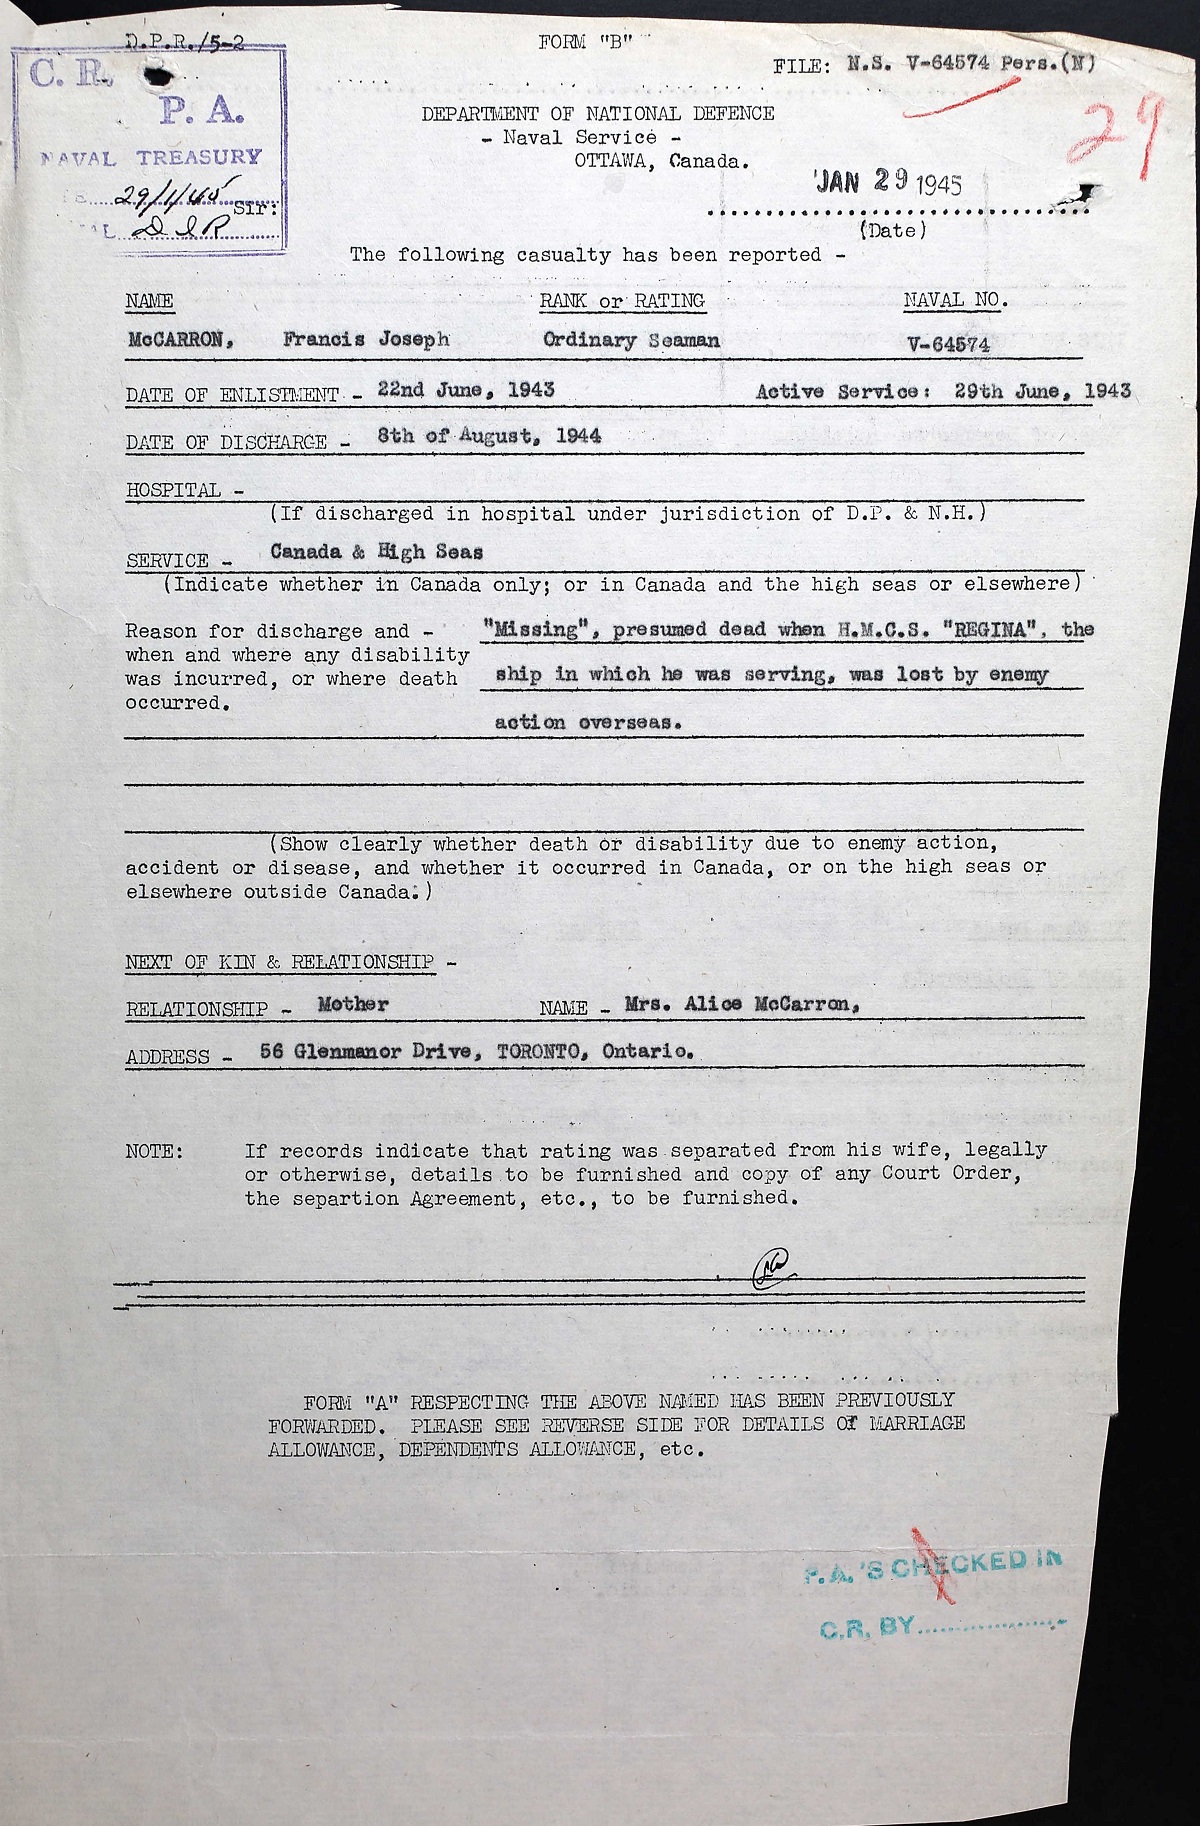 D.P.R. 15-2
FORM "B"
FILE: N.S. V-64574 Pers.(N)
C. R.
P. A.
NAVAL TREASURY
29/1/45
D I R
29
DEPARTMENT OF NATIONAL DEFENCE
- Naval Service -
OTTAWA, Canada.
JAN 29 1945
Sir:
(Date)
The following casualty has been reported -
NAME RANK or RATING NAVAL NO.
McCARRON, Francis Joseph Ordinary Seaman V-64574
DATE OF ENLISTMENT - 22nd June, 1943 Active Service: 29th June, 1943
DATE OF DISCHARGE - 8th of August, 1944
HOSPITAL -
(If discharged in hospital under jurisdiction of D.P. & N.H.)
SERVICE - Canada & High Seas
(Indicate whether in Canada only; or in Canada and the high seas or elsewhere)
Reason for discharge and - "Missing", presumed dead when H.M.C.S. "REGINA", the
when and where any disability
was incurred, or where death ship in which he was serving, was lost by enemy
occurred.
action overseas.
(Show clearly whether death or disability due to enemy action,
accident or disease, and whether it occurred in Canada, or on the high seas or
elsewhere outside Canada.)
NEXT OF KIN & RELATIONSHIP -
RELATIONSHIP - Mother NAME - Mrs. Alice McCarron,
ADDRESS - 56 Glenmanor Drive, TORONTO, Ontario.
NOTE: If records indicate that rating was separated from his wife, legally
or otherwise, details to be furnished and copy of any Court Order,
the separtion Agreement, etc., to be furnished.
FORM "A" RESPECTING THE ABOVE NAMED HAS BEEN PREVIOUSLY
FORWARDED. PLEASE SEE REVERSE SIDE FOR DETAILS Of MARRIAGE
ALLOWANCE, DEPENDENTS ALLOWANCE, etc.
P.A.'S CHECKED IN
C.R. BY